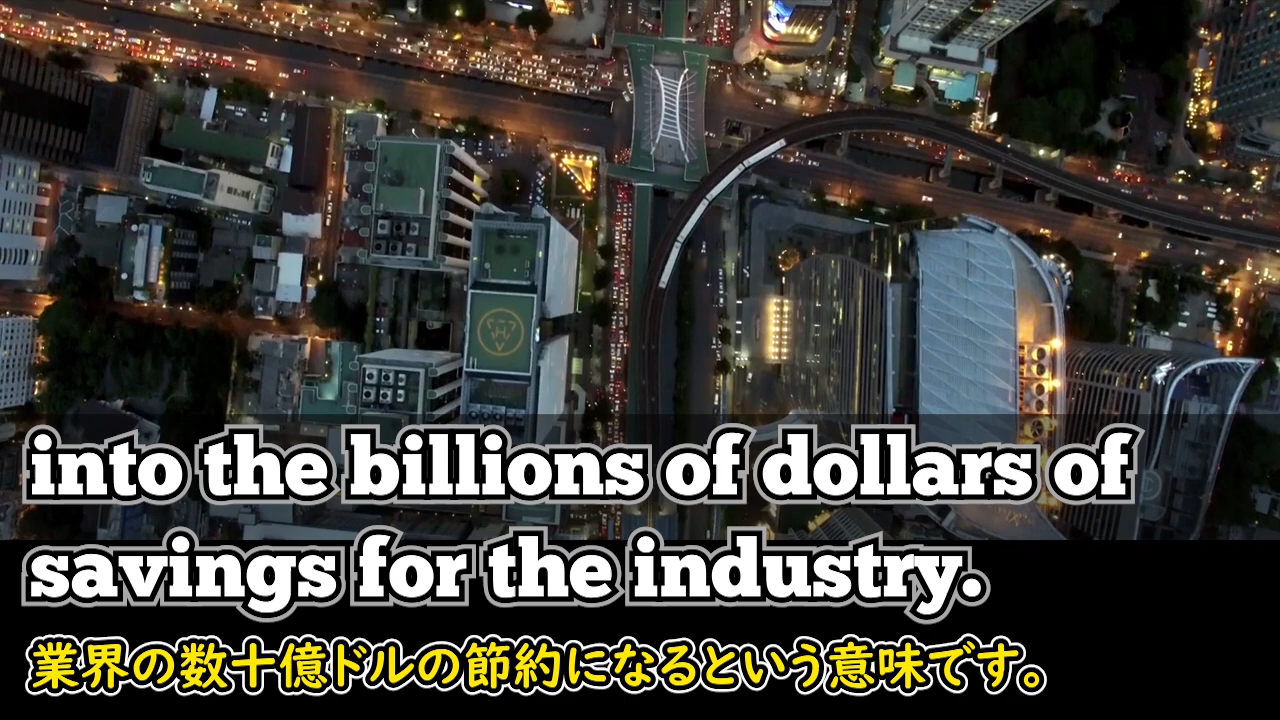 into the billions of dollars of
savings for the industry.
業界の数十億ドルの節約になるという意味です。